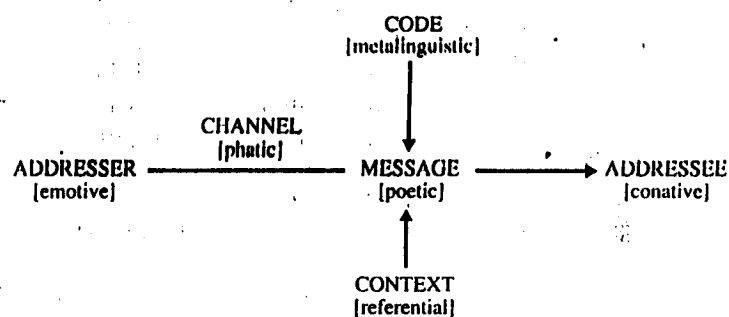 CODE
[metalinguistic]
CHANNEL
[phatic]
ADDRESSER
[emotive]
MESSAGE
[poetic]
ADDRESSEE
[conative]
CONTEXT
[referential]